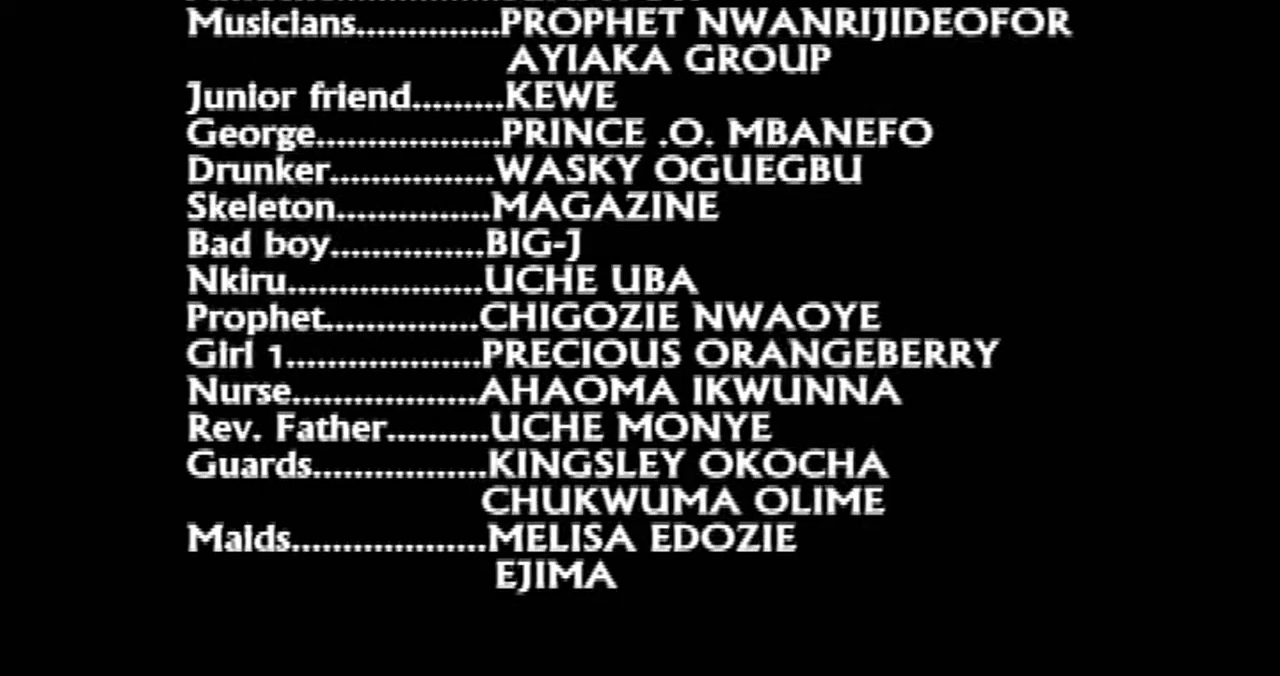 Musicians..............PROPHET NWANRIJIDEOFOR
AYIAKA GROUP
Junior friend.........KEWE
George..................PRINCE .O. MBANEFO
Drunker................WASKY OGUEGBU
Skeleton...............MAGAZINE
Bad boy...............BIG-J
Nkiru...................UCHE UBA
Prophet...............CHIGOZIE NWAOYE
Girl 1...................PRECIOUS ORANGEBERRY
Nurse..................AHAOMA IKWUNNA
Rev. Father..........UCHE MONYE
Guards.................KINGSLEY OKOCHA
CHUKWUMA OLIME
Maids...................MELISA EDOZIE
EJIMA